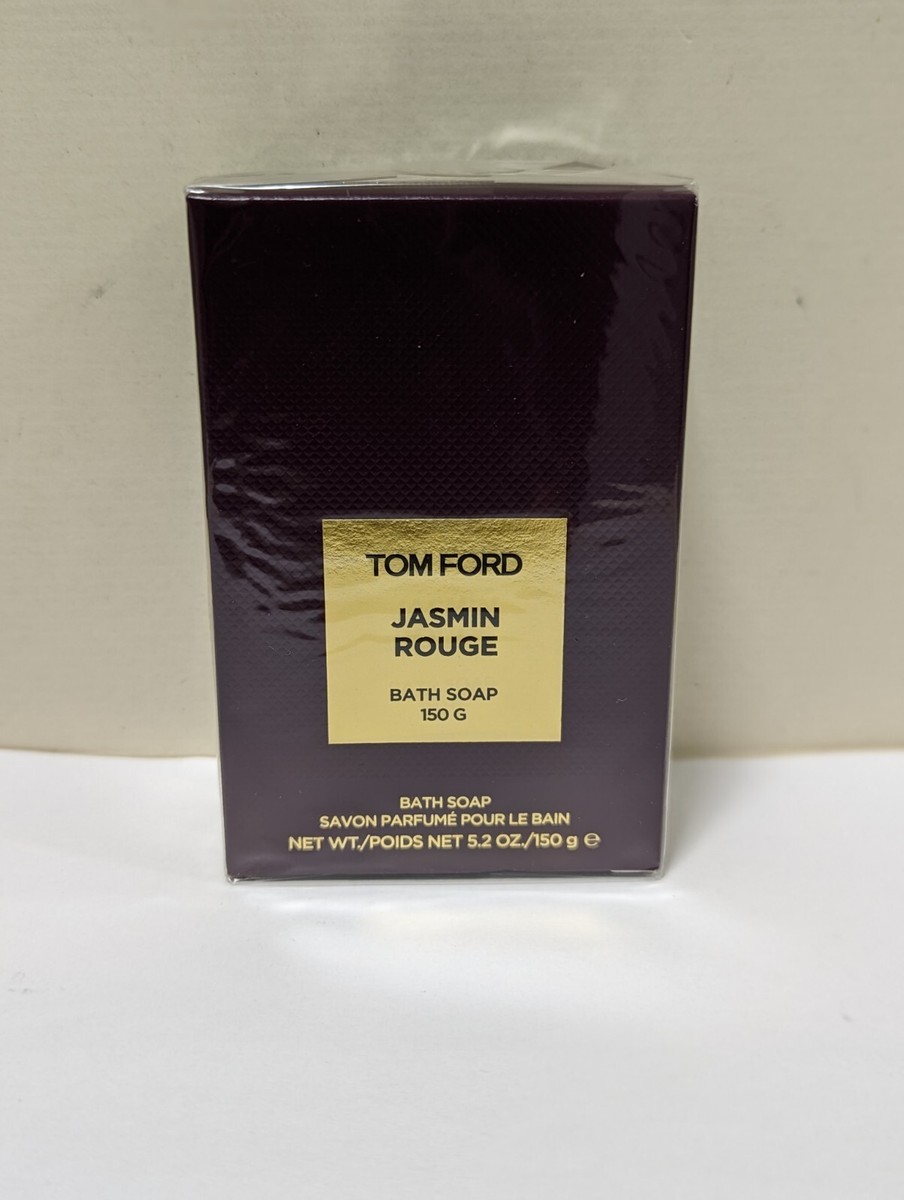 TOM FORD
JASMIN
ROUGE
BATH SOAP
150 G
BATH SOAP
SAVON PARFUMÉ POUR LE BAIN
NET WT./POIDS NET 5.2 OZ./150 g ℮